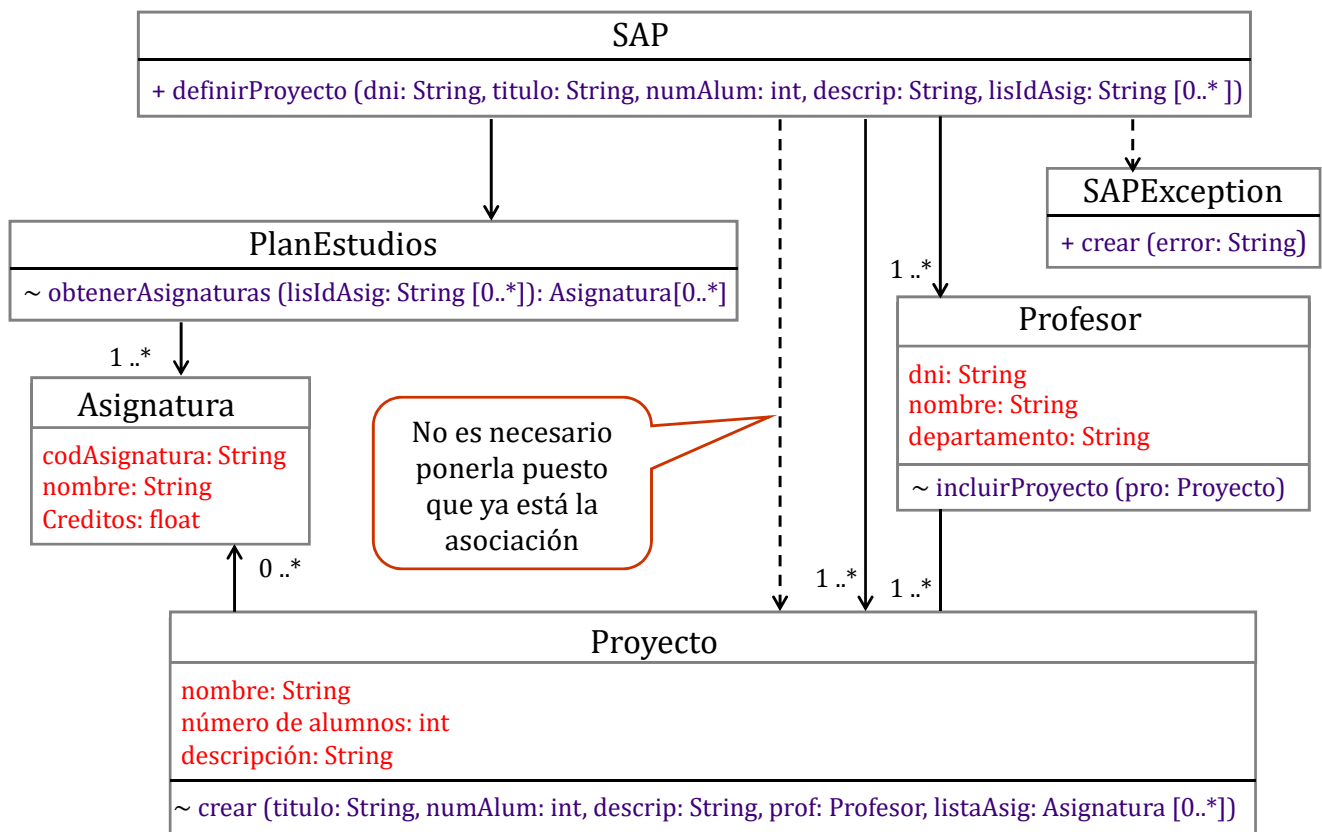 SAP
+ definirProyecto (dni: String, titulo: String, numAlum: int, descrip: String, lisIdAsig: String [0..* ])
SAPException
+ crear (error: String)
PlanEstudios
~ obtenerAsignaturas (lisIdAsig: String [0..*]): Asignatura[0..*]
1 ..*
1 ..*
Profesor
dni: String
nombre: String
departamento: String
~ incluirProyecto (pro: Proyecto)
Asignatura
codAsignatura: String
nombre: String
Creditos: float
No es necesario
ponerla puesto
que ya está la
asociación
0 ..*
1 ..*
1 ..*
Proyecto
nombre: String
número de alumnos: int
descripción: String
~ crear (titulo: String, numAlum: int, descrip: String, prof: Profesor, listaAsig: Asignatura [0..*])